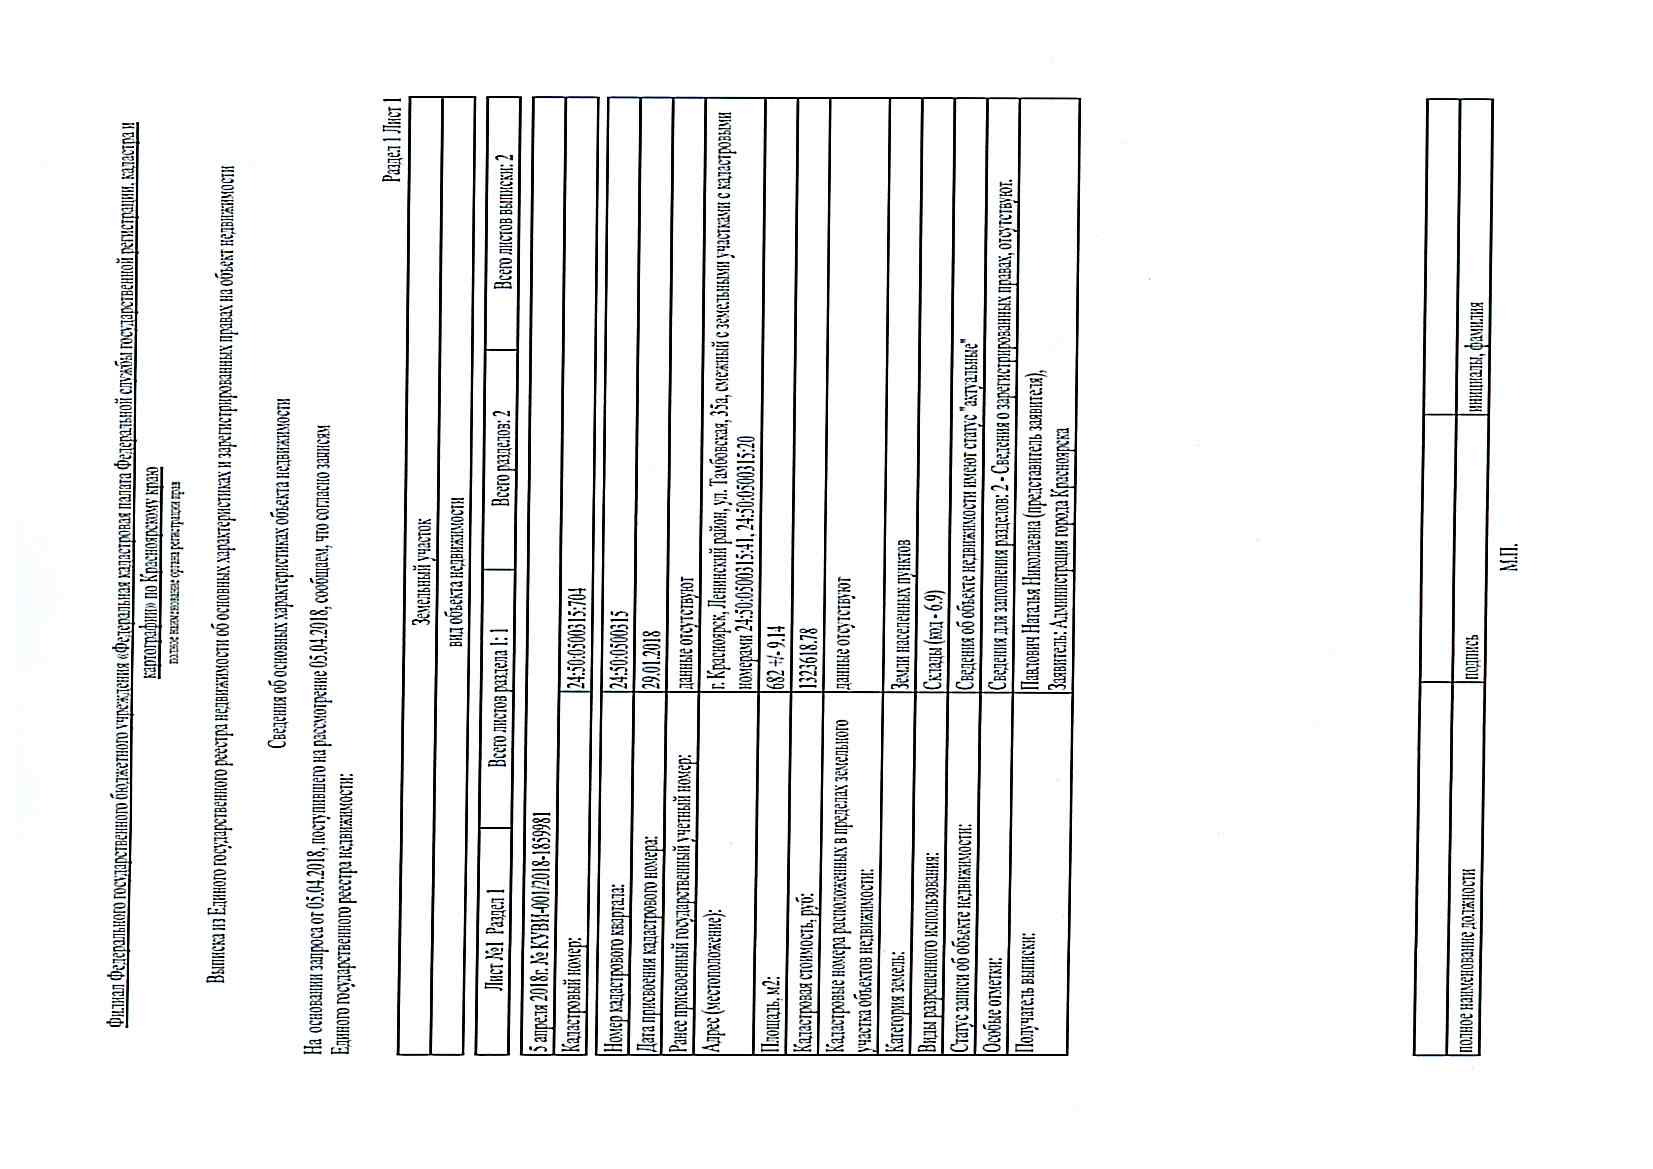 Филиал Федерального государственного бюджетного учреждения «Федеральная кадастровая палата Федеральной службы государственной регистрации, кадастра и
картографии» по Красноярскому краю
полное наименование органа регистрации прав
Выписка из Единого государственного реестра недвижимости об основных характеристиках и зарегистрированных правах на объект недвижимости
Сведения об основных характеристиках объекта недвижимости
На основании запроса от 05.04.2018, поступившего на рассмотрение 05.04.2018, сообщаем, что согласно записям
Единого государственного реестра недвижимости:
Раздел 1 Лист 1
Земельный участок
вид объекта недвижимости
Лист №1 Раздел 1 Всего листов раздела 1: 1 Всего разделов: 2 Всего листов выписки: 2
5 апреля 2018г. № КУВИ-001/2018-1859981
Кадастровый номер: 24:50:0500315:704
Номер кадастрового квартала: 24:50:0500315
Дата присвоения кадастрового номера: 29.01.2018
Ранее присвоенный государственный учетный номер: данные отсутствуют
Адрес (местоположение): г. Красноярск, Ленинский район, ул. Тамбовская, 35а, смежный с земельными участками с кадастровыми
номерами 24:50:0500315:41, 24:50:0500315:20
Площадь, м2: 682 +/- 9.14
Кадастровая стоимость, руб: 1323618.78
Кадастровые номера расположенных в пределах земельного
участка объектов недвижимости: данные отсутствуют
Категория земель: Земли населенных пунктов
Виды разрешенного использования: Склады (код - 6.9)
Статус записи об объекте недвижимости: Сведения об объекте недвижимости имеют статус "актуальные"
Особые отметки: Сведения для заполнения разделов: 2 - Сведения о зарегистрированных правах, отсутствуют.
Получатель выписки: Павлович Наталья Николаевна (представитель заявителя),
Заявитель: Администрация города Красноярска
полное наименование должности подпись инициалы, фамилия
М.П.